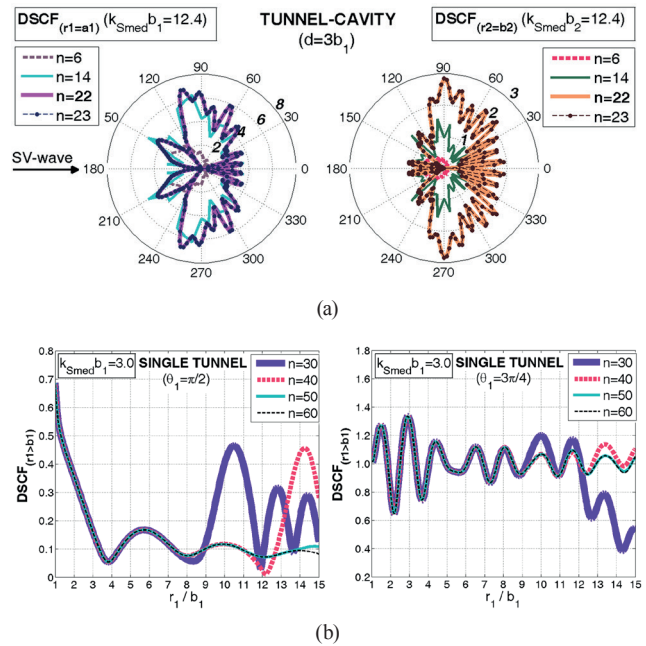 DSCF(r1=a1) (kSmedb1=12.4)
TUNNEL-CAVITY
(d=3b1)
DSCF(r2=b2) (kSmedb2=12.4)
n=6
n=14
n=22
n=23
n=6
n=14
n=22
n=23
SV-wave
90
120
60
50
30
8
6
4
2
180
0
210
330
240
300
270
90
120
60
3
150
30
2
1
180
0
210
330
240
300
270
(a)
kSmedb1=3.0
SINGLE TUNNEL
(θ1=π/2)
n=30
n=40
n=50
n=60
DSCF(r1>b1)
0.8
0.7
0.6
0.5
0.4
0.3
0.2
0.1
0
1 2 3 4 5 6 7 8 9 10 11 12 13 14 15
r1 / b1
kSmedb1=3.0
SINGLE TUNNEL
(θ1=3π/4)
n=30
n=40
n=50
n=60
DSCF(r1>b1)
1.8
1.6
1.4
1.2
1.0
0.8
0.6
0.4
0.2
1 2 3 4 5 6 7 8 9 10 11 12 13 14 15
r1 / b1
(b)